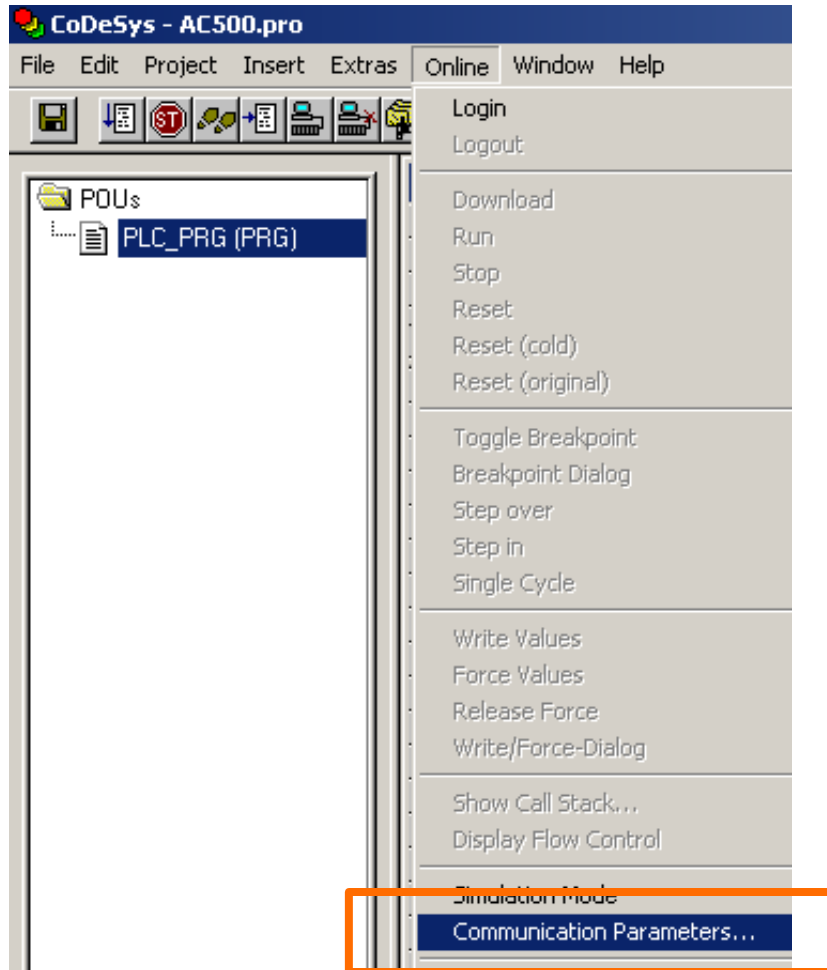 CoDeSys - AC500.pro
File Edit Project Insert Extras Online Window Help
ST
POUs
PLC_PRG (PRG)
Login
Logout
Download
Run
Stop
Reset
Reset (cold)
Reset (original)
Toggle Breakpoint
Breakpoint Dialog
Step over
Step in
Single Cycle
Write Values
Force Values
Release Force
Write/Force-Dialog
Show Call Stack...
Display Flow Control
Simulation Mode
Communication Parameters...